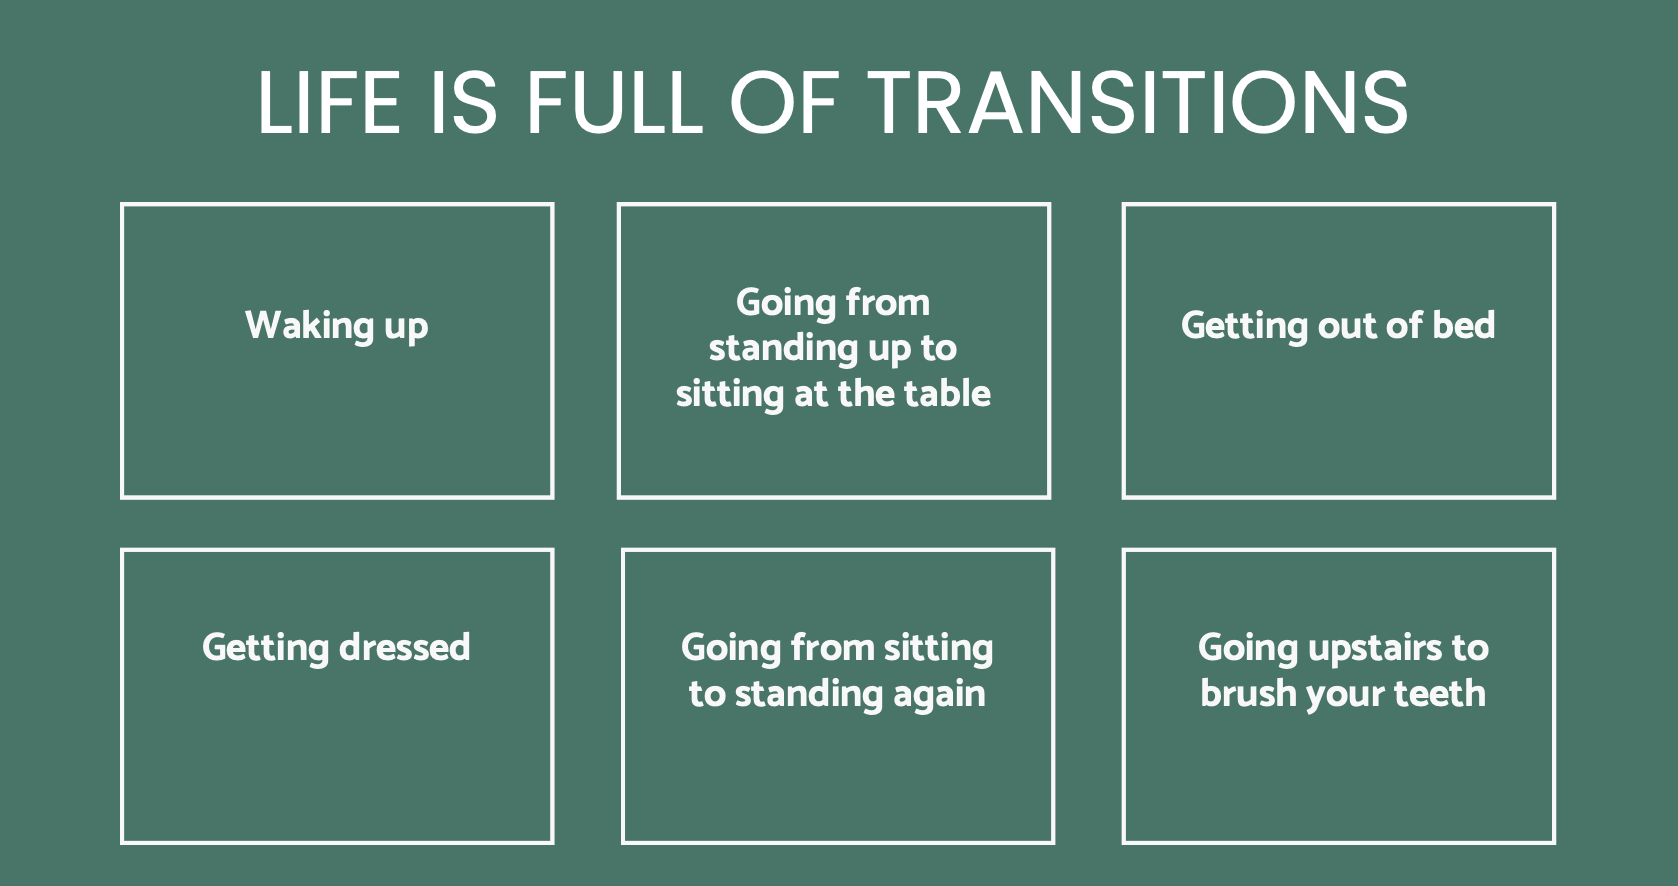 LIFE IS FULL OF TRANSITIONS
Waking up
Going from
standing up to
sitting at the table
Getting out of bed
Getting dressed
Going from sitting
to standing again
Going upstairs to
brush your teeth